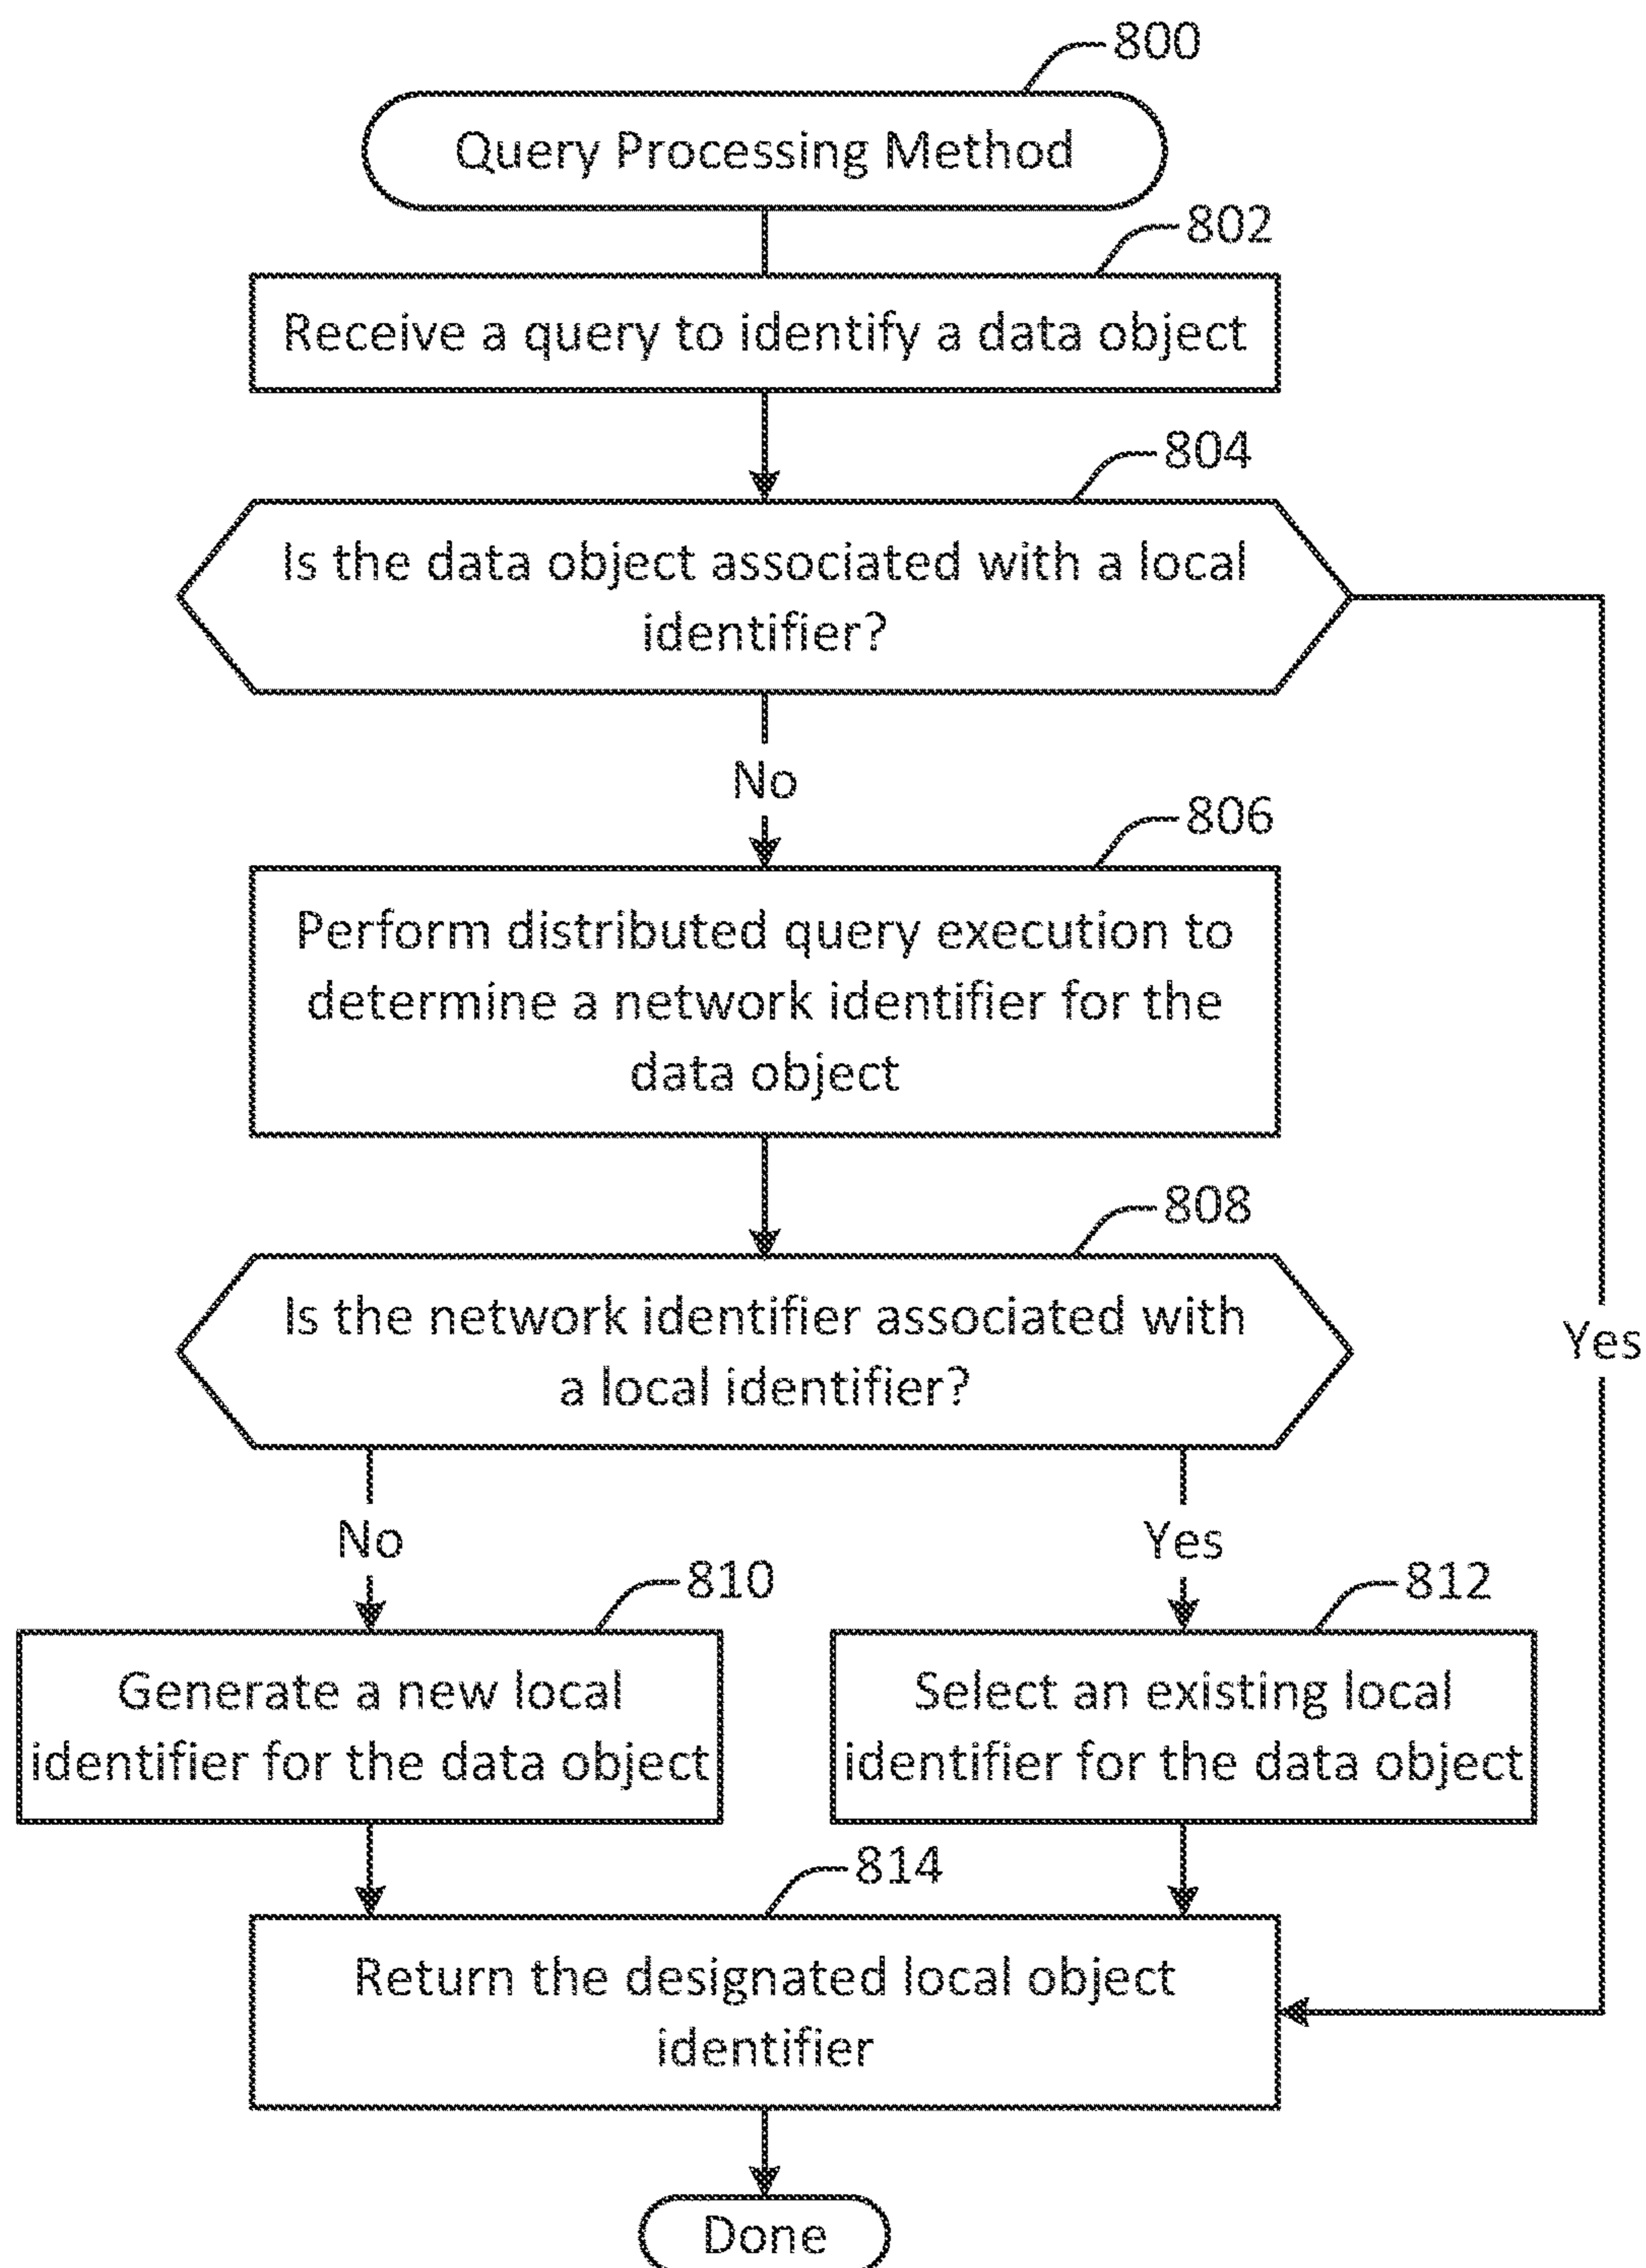 800
Query Processing Method
802
Receive a query to identify a data object
804
Is the data object associated with a local
identifier?
No
806
Perform distributed query execution to
determine a network identifier for the
data object
808
Is the network identifier associated with
a local identifier?
Yes
No
Yes
810
812
Generate a new local
identifier for the data object
Select an existing local
identifier for the data object
814
Return the designated local object
identifier
Done